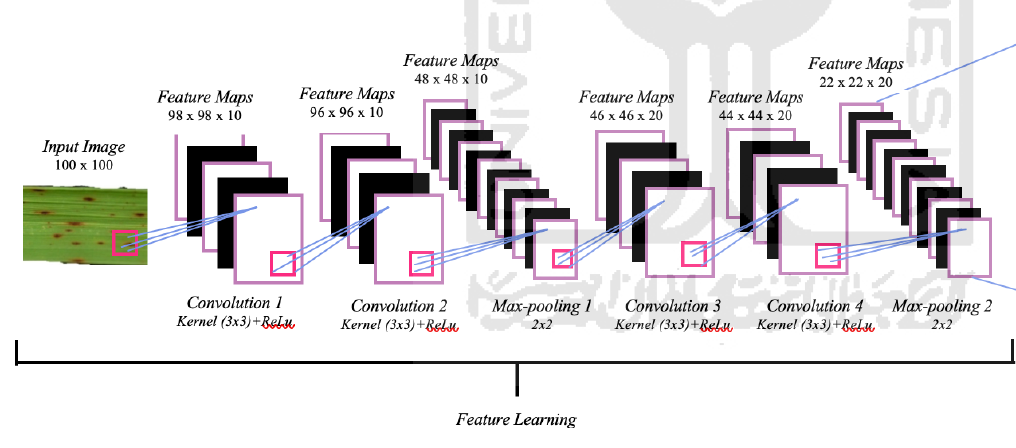 Input Image
100 x 100
Feature Maps
98 x 98 x 10
Feature Maps
96 x 96 x 10
Feature Maps
48 x 48 x 10
Feature Maps
46 x 46 x 20
Feature Maps
44 x 44 x 20
Feature Maps
22 x 22 x 20
Convolution 1
Kernel (3x3)+ReLu
Convolution 2
Kernel (3x3)+ReLu
Max-pooling 1
2x2
Convolution 3
Kernel (3x3)+ReLu
Convolution 4
Kernel (3x3)+ReLu
Max-pooling 2
2x2
Feature Learning